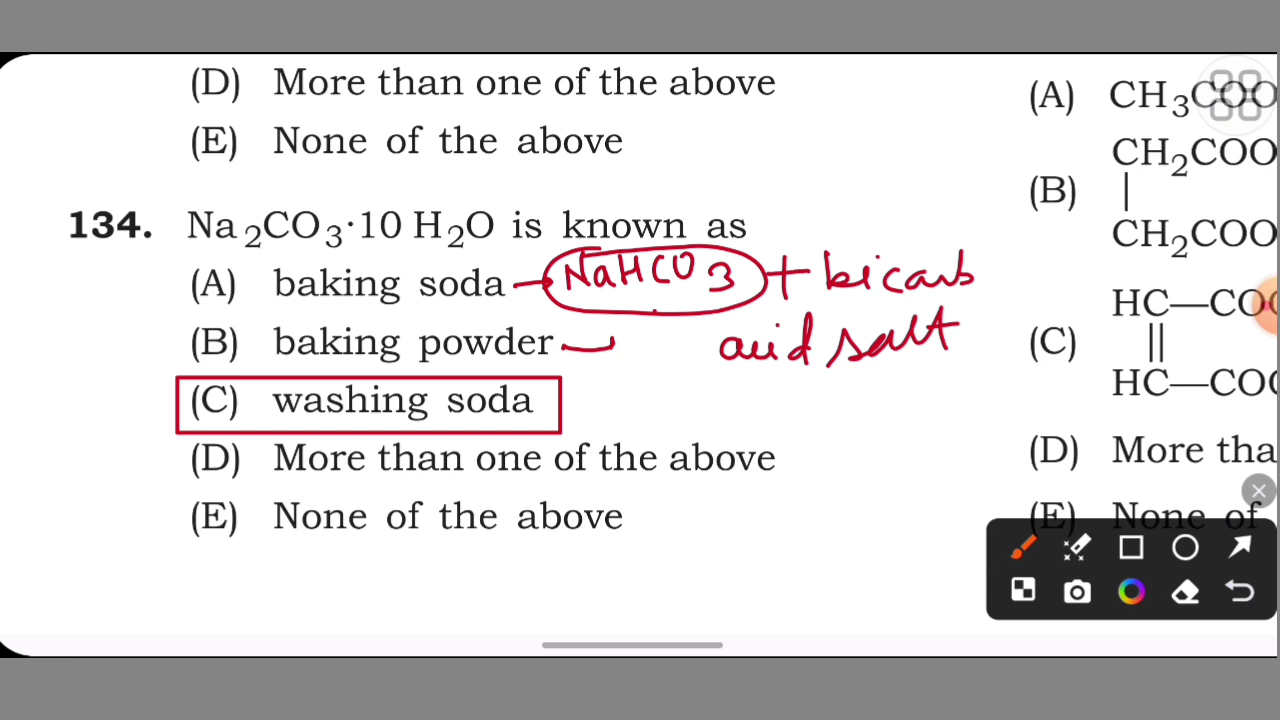 (D) More than one of the above
(E) None of the above
134. Na₂CO₃·10 H₂O is known as
(A) baking soda → NaHCO₃ + bicarb
acid salt
(B) baking powder
(C) washing soda
(D) More than one of the above
(E) None of the above
(A) CH₃COO
(B) CH₂COO
|
CH₂COO
(C) HC—COO
||
HC—COO
(D) More tha
(E) None of